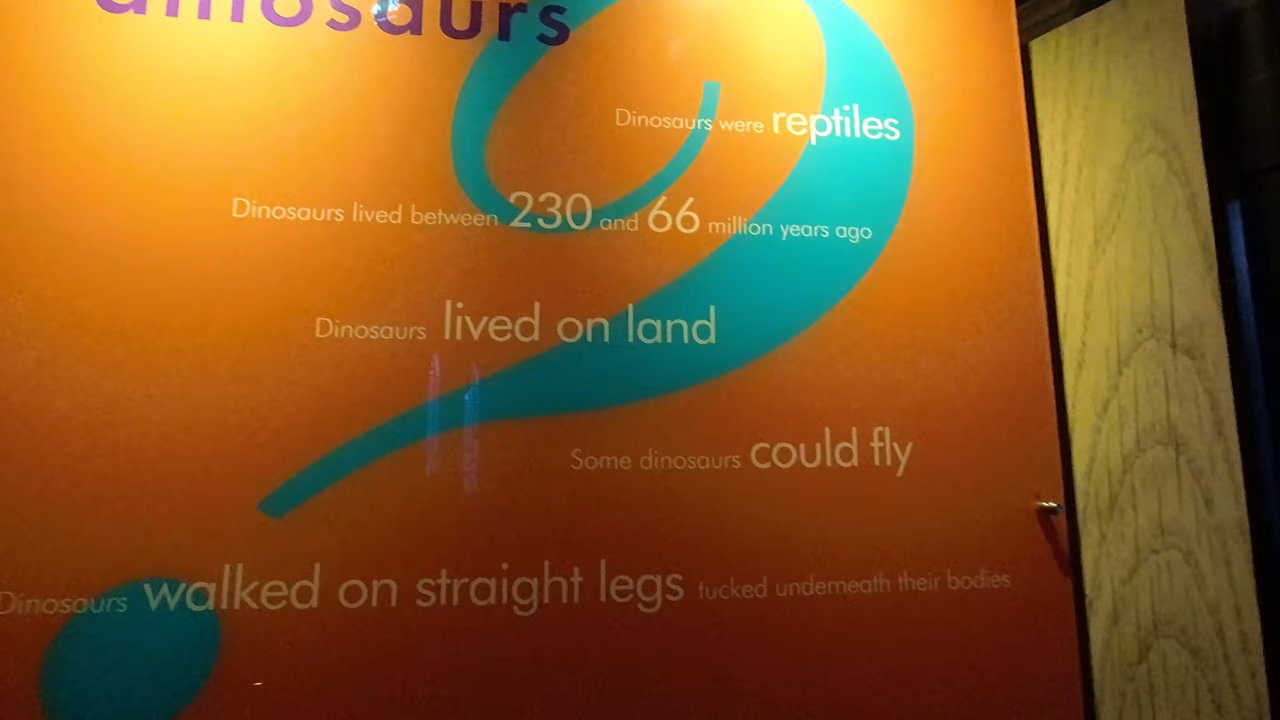 dinosaurs
Dinosaurs were reptiles
Dinosaurs lived between 230 and 66 million years ago
Dinosaurs lived on land
Some dinosaurs could fly
Dinosaurs walked on straight legs tucked underneath their bodies